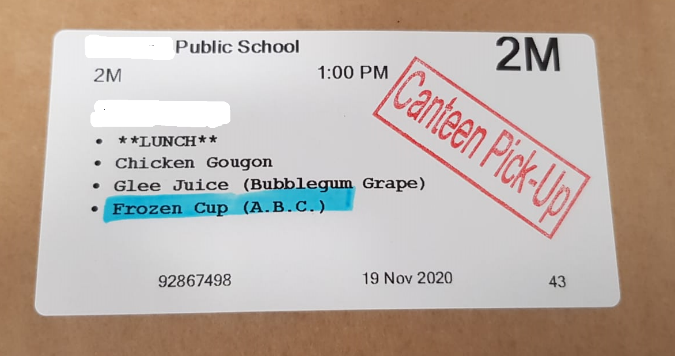 Public School
2M
2M
1:00 PM
Canteen Pick-Up
• **LUNCH**
• Chicken Gougon
• Glee Juice (Bubblegum Grape)
• Frozen Cup (A.B.C.)
92867498
19 Nov 2020
43